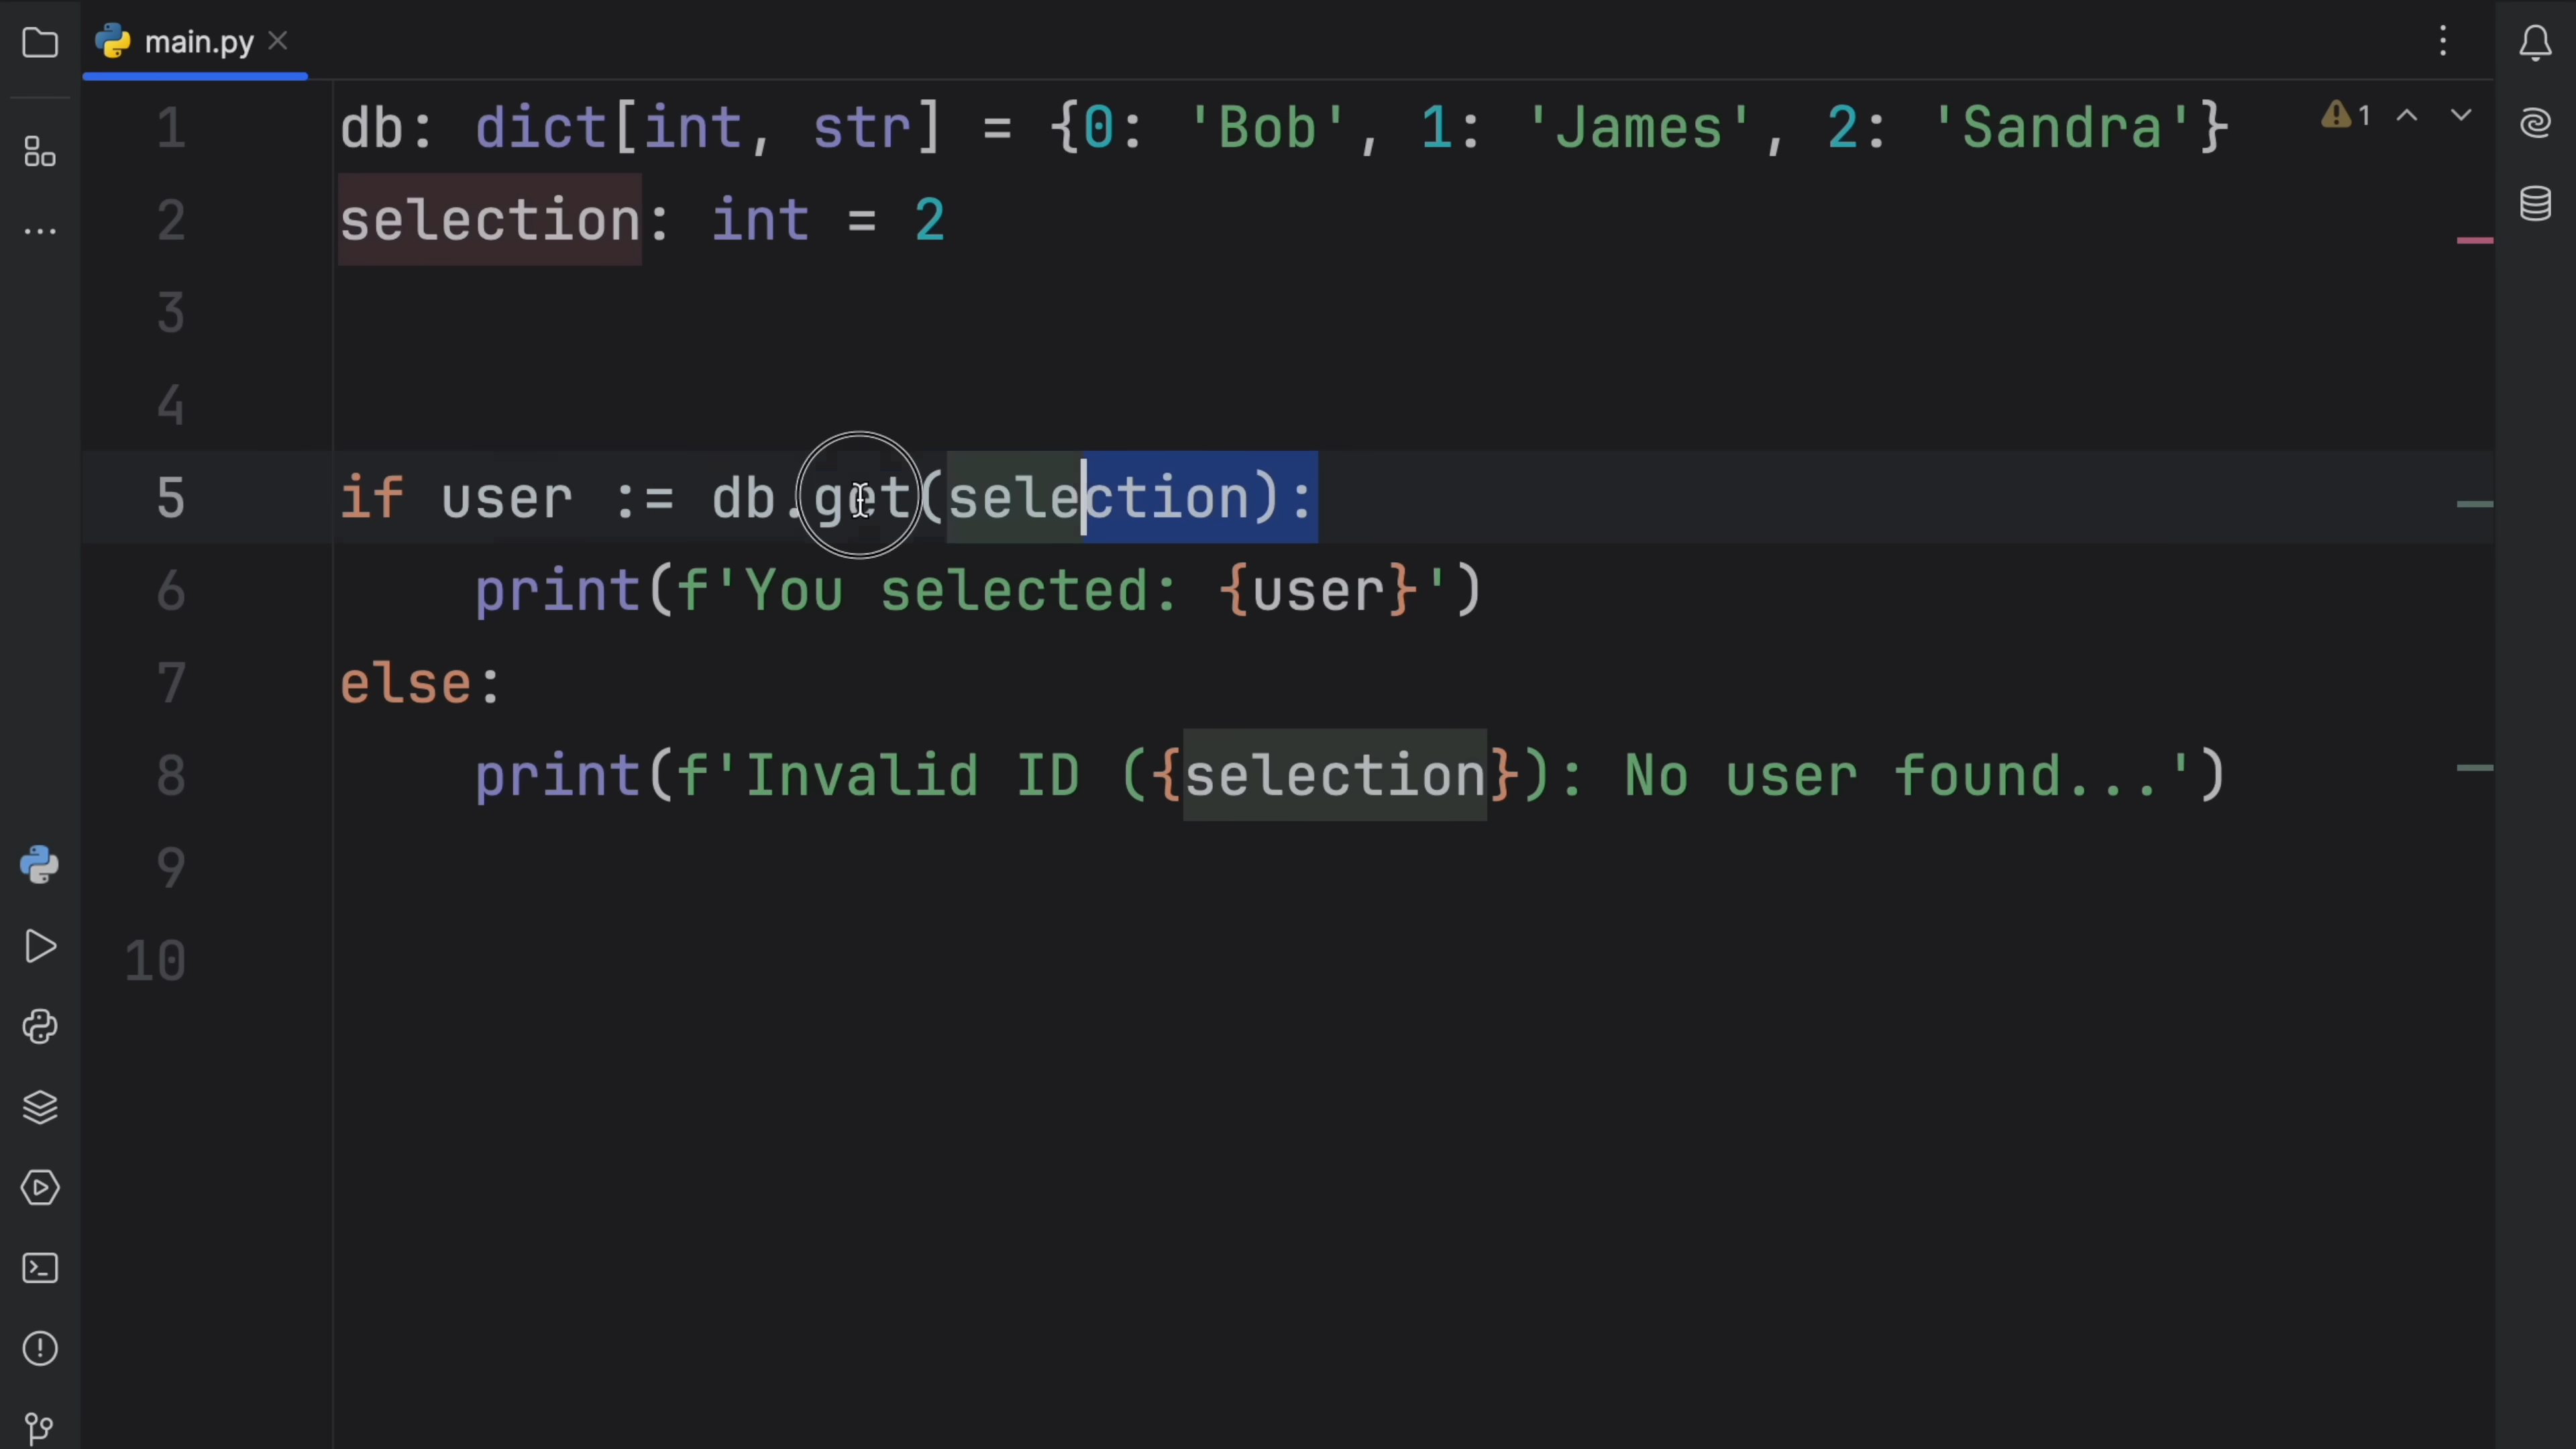 main.py
1 db: dict[int, str] = {0: 'Bob', 1: 'James', 2: 'Sandra'}
1
2 selection: int = 2
3
4
5 if user := db.get(selection):
6     print(f'You selected: {user}')
7 else:
8     print(f'Invalid ID ({selection}): No user found...')
9
10